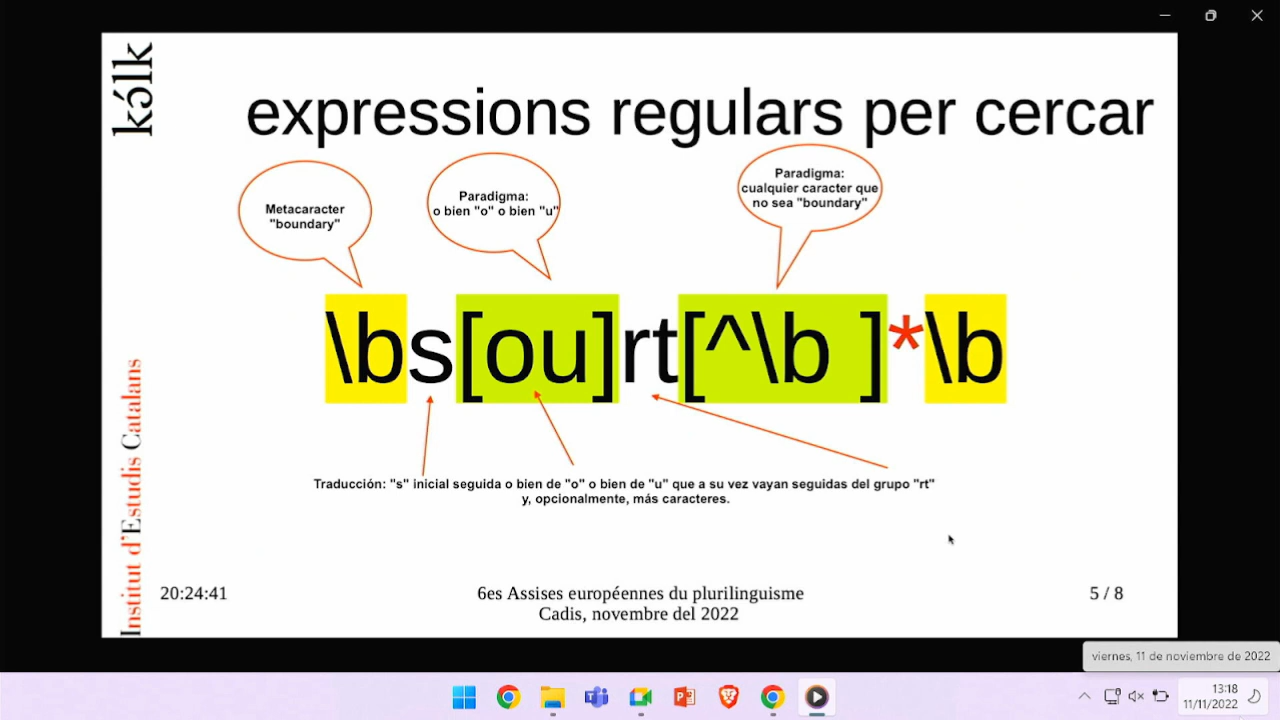 kə́lk
expressions regulars per cercar
Metacaracter
"boundary"
Paradigma:
o bien "o" o bien "u"
Paradigma:
cualquier caracter que
no sea "boundary"
\bs[ou]rt[^\b ]*\b
Traducción: "s" inicial seguida o bien de "o" o bien de "u" que a su vez vayan seguidas del grupo "rt"
y, opcionalmente, más caracteres.
Institut d'Estudis Catalans
20:24:41
6es Assises européennes du plurilinguisme
Cadis, novembre del 2022
5 / 8
viernes, 11 de noviembre de 2022
13:18
11/11/2022